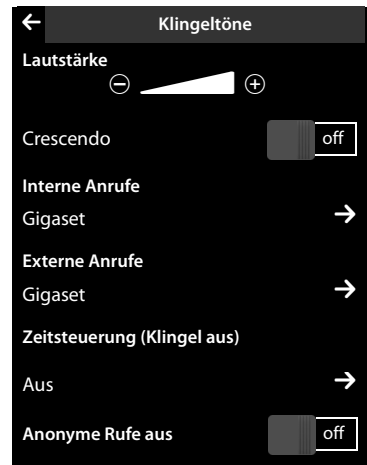 Klingeltöne
Lautstärke
Crescendo off
Interne Anrufe
Gigaset
Externe Anrufe
Gigaset
Zeitsteuerung (Klingel aus)
Aus
Anonyme Rufe aus off